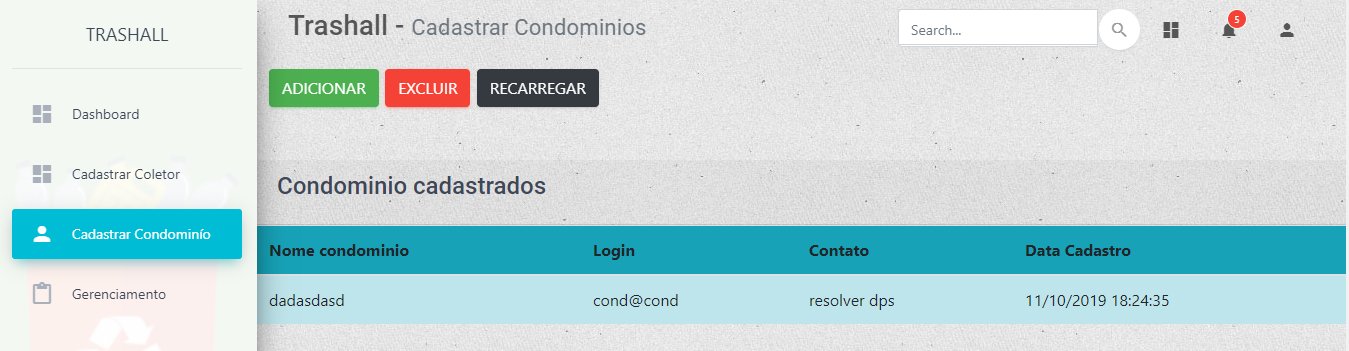 TRASHALL
Dashboard
Cadastrar Coletor
Cadastrar Condominío
Gerenciamento
Trashall - Cadastrar Condominios
Search...
5
ADICIONAR EXCLUIR RECARREGAR
Condominio cadastrados
Nome condominio Login Contato Data Cadastro
dadasdasd cond@cond resolver dps 11/10/2019 18:24:35